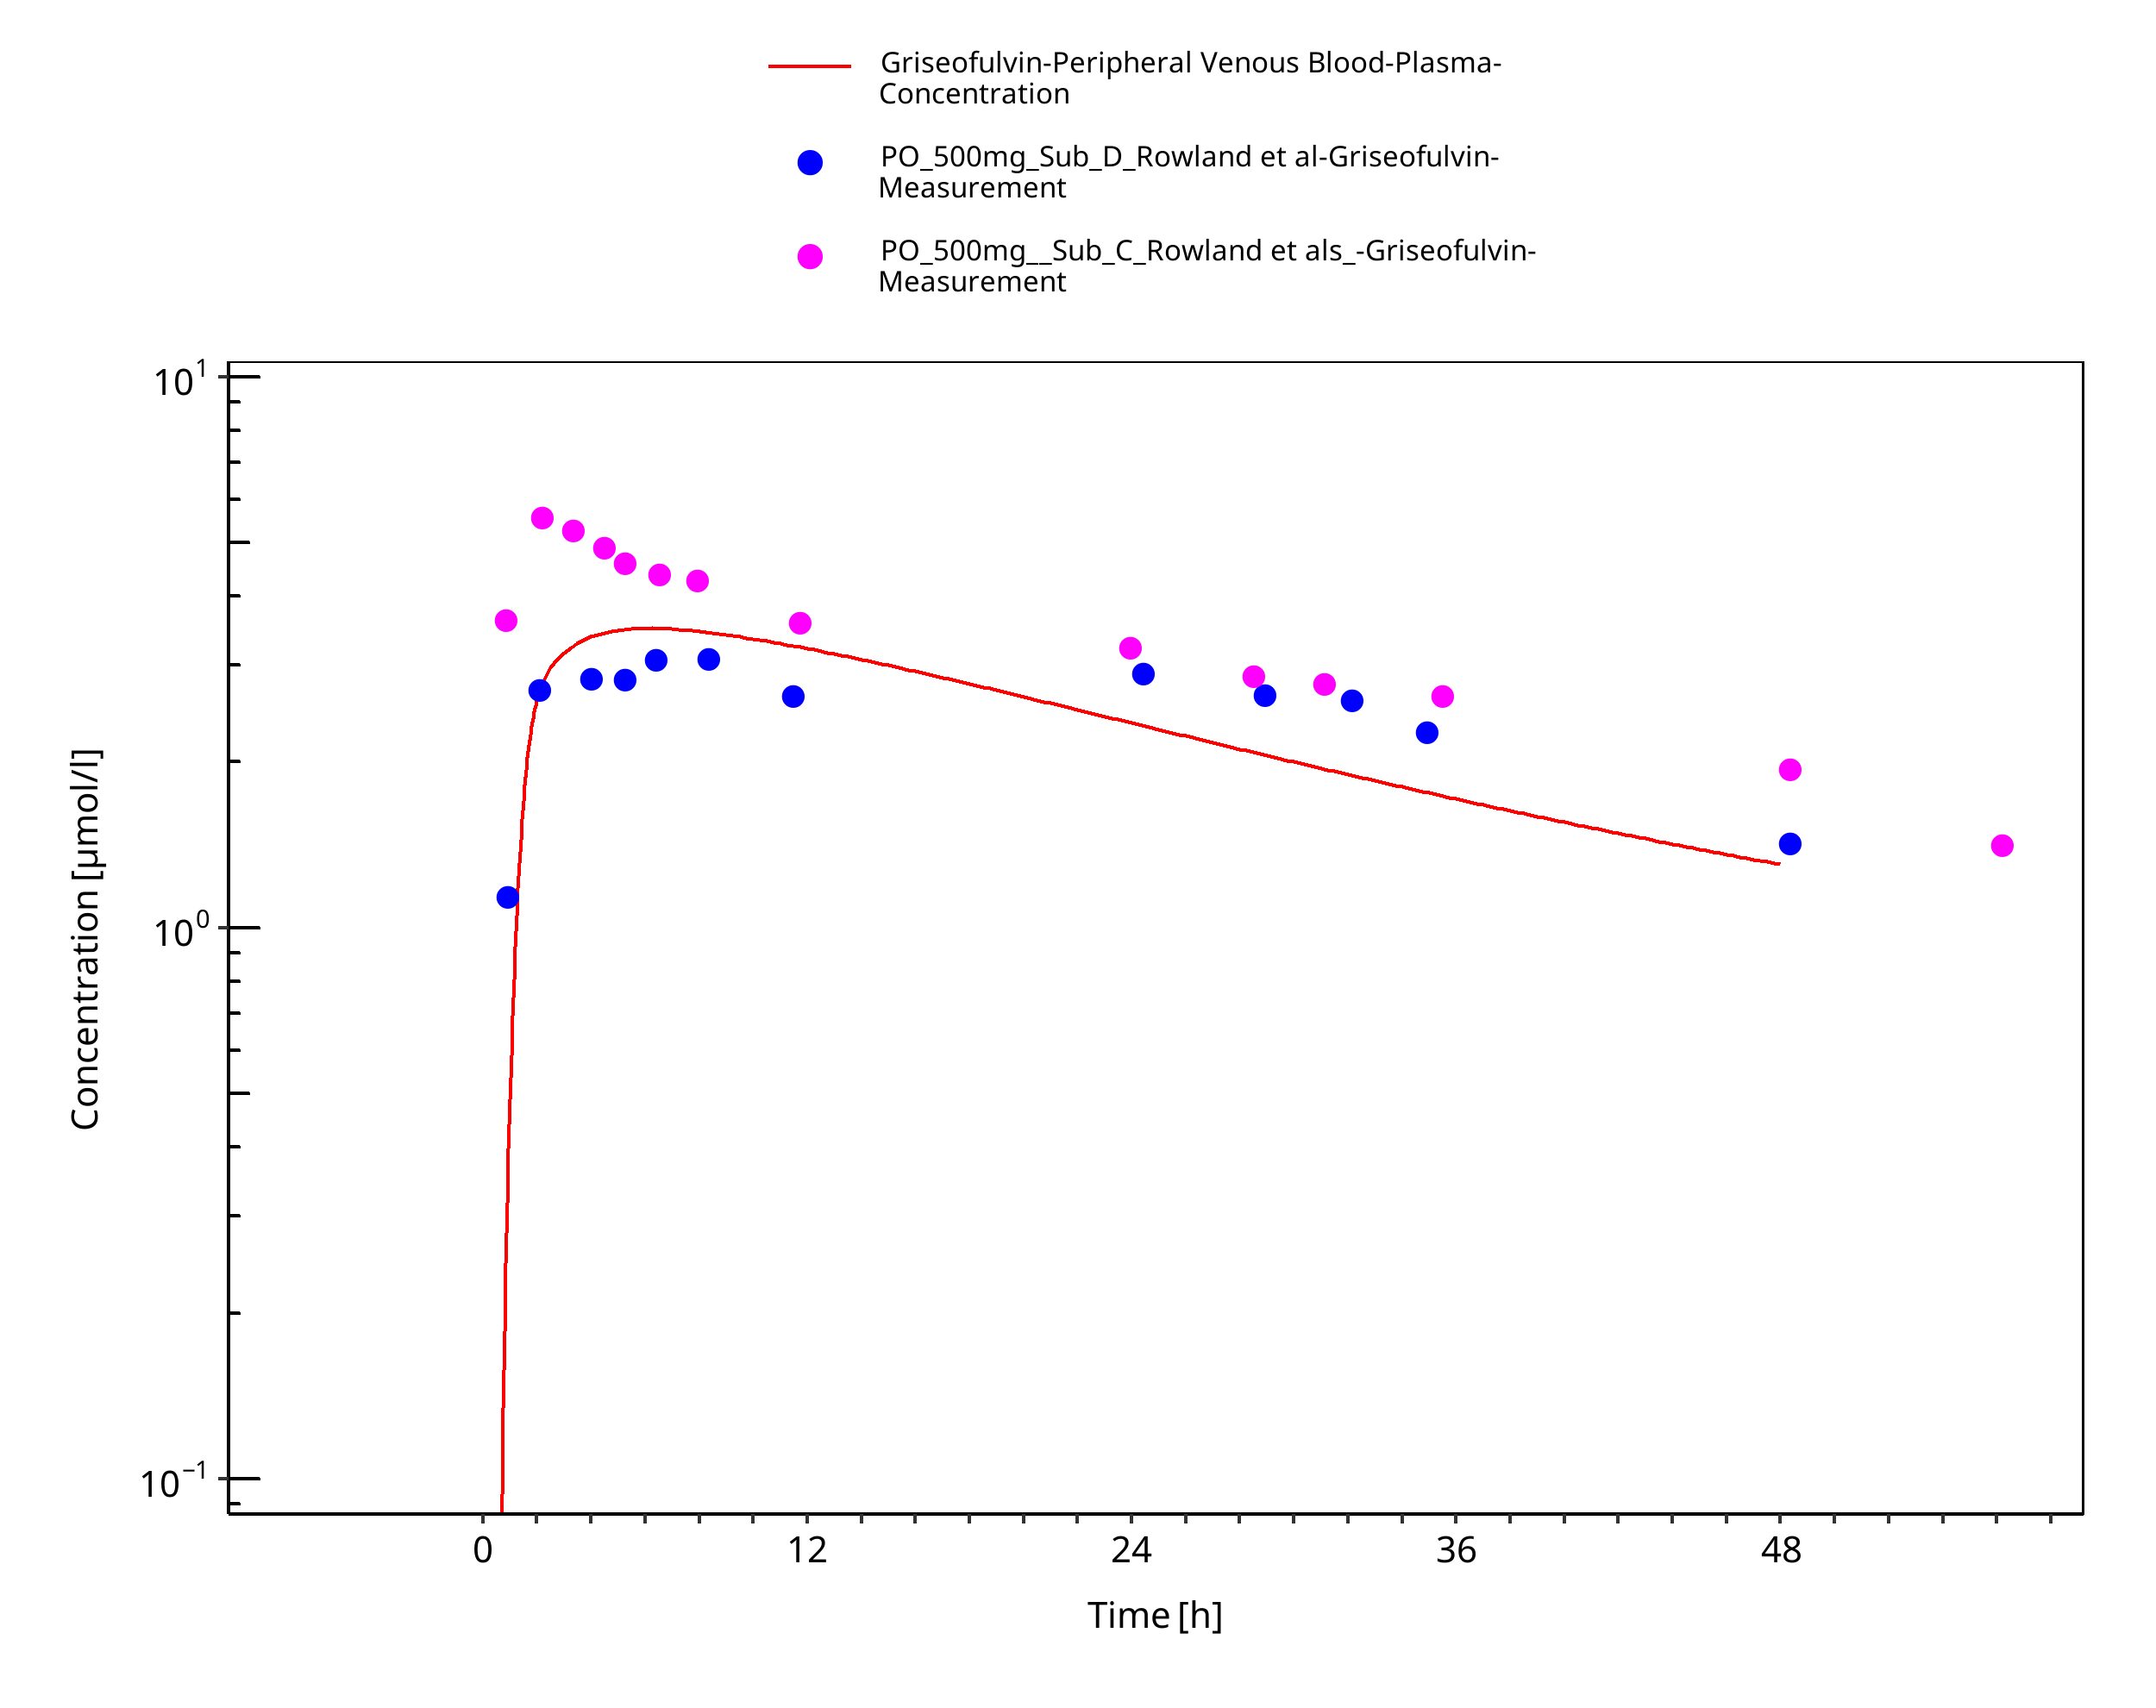 Griseofulvin-Peripheral Venous Blood-Plasma-
Concentration
PO_500mg_Sub_D_Rowland et al-Griseofulvin-
Measurement
PO_500mg__Sub_C_Rowland et als_-Griseofulvin-
Measurement
10¹
10⁰
10⁻¹
Concentration [µmol/l]
0 12 24 36 48
Time [h]